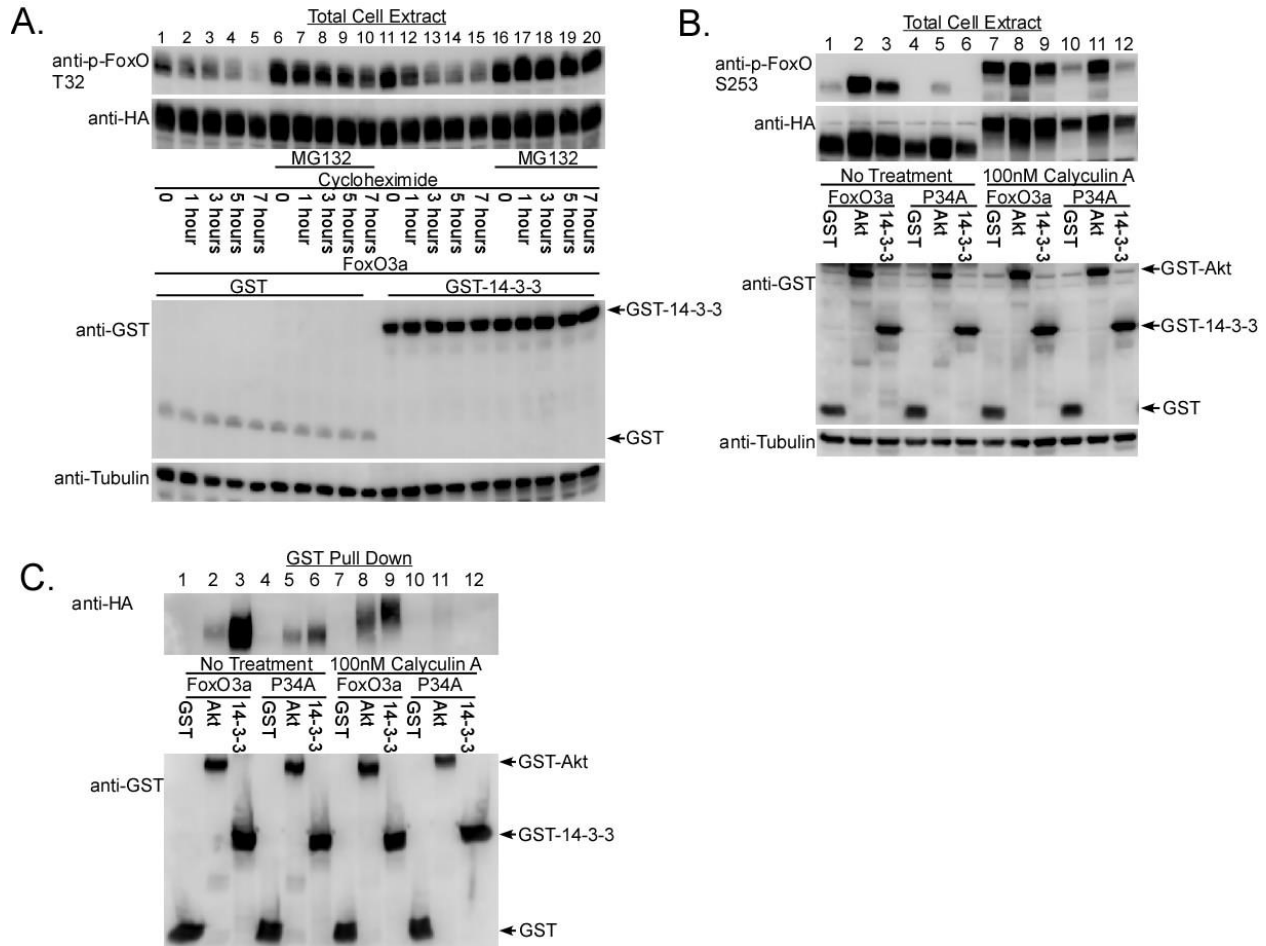 A.
Total Cell Extract
1 2 3 4 5 6 7 8 9 10 11 12 13 14 15 16 17 18 19 20
anti-p-FoxO
T32
anti-HA
MG132 MG132
Cycloheximide
0 1 hour 3 hours 5 hours 7 hours 0 1 hour 3 hours 5 hours 7 hours 0 1 hour 3 hours 5 hours 7 hours 0 1 hour 3 hours 5 hours 7 hours
FoxO3a
GST GST-14-3-3
anti-GST
GST-14-3-3
GST
anti-Tubulin
B.
Total Cell Extract
1 2 3 4 5 6 7 8 9 10 11 12
anti-p-FoxO
S253
anti-HA
No Treatment 100nM Calyculin A
FoxO3a P34A FoxO3a P34A
GST Akt 14-3-3 GST Akt 14-3-3 GST Akt 14-3-3 GST Akt 14-3-3
anti-GST
GST-Akt
GST-14-3-3
GST
anti-Tubulin
C.
GST Pull Down
1 2 3 4 5 6 7 8 9 10 11 12
anti-HA
No Treatment 100nM Calyculin A
FoxO3a P34A FoxO3a P34A
GST Akt 14-3-3 GST Akt 14-3-3 GST Akt 14-3-3 GST Akt 14-3-3
anti-GST
GST-Akt
GST-14-3-3
GST